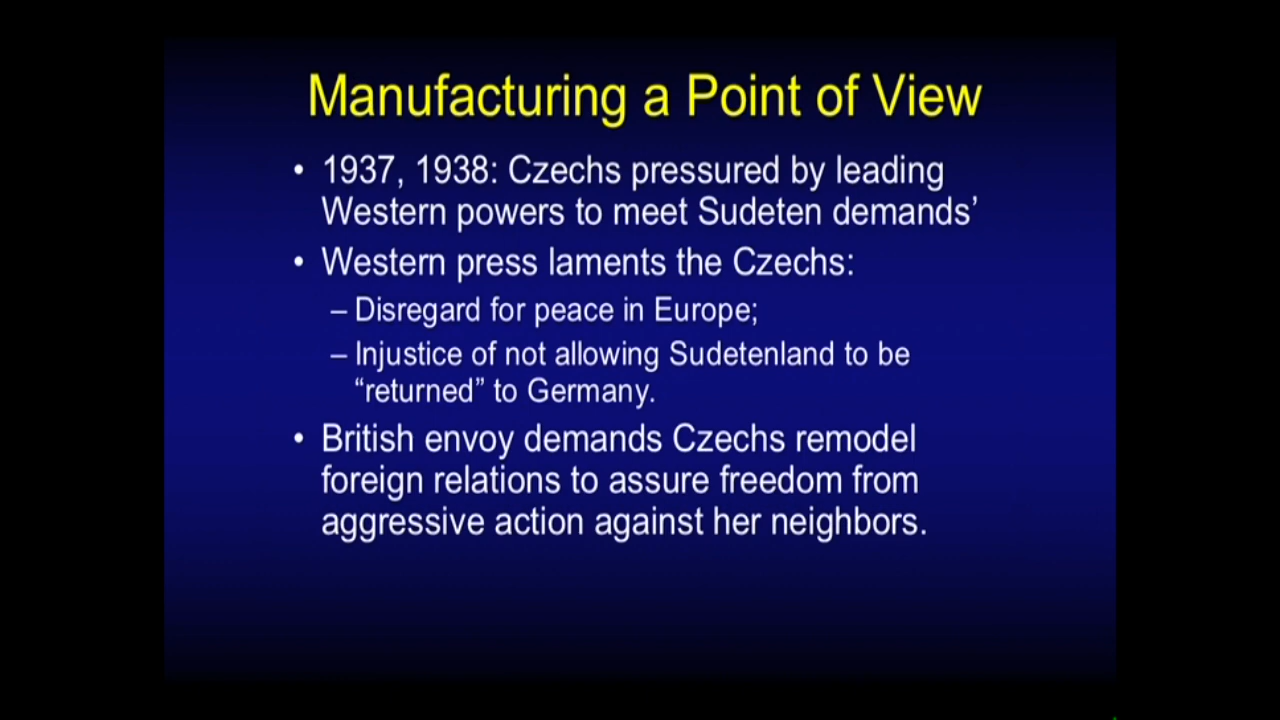 Manufacturing a Point of View
• 1937, 1938: Czechs pressured by leading
Western powers to meet Sudeten demands’
• Western press laments the Czechs:
– Disregard for peace in Europe;
– Injustice of not allowing Sudetenland to be
“returned” to Germany.
• British envoy demands Czechs remodel
foreign relations to assure freedom from
aggressive action against her neighbors.